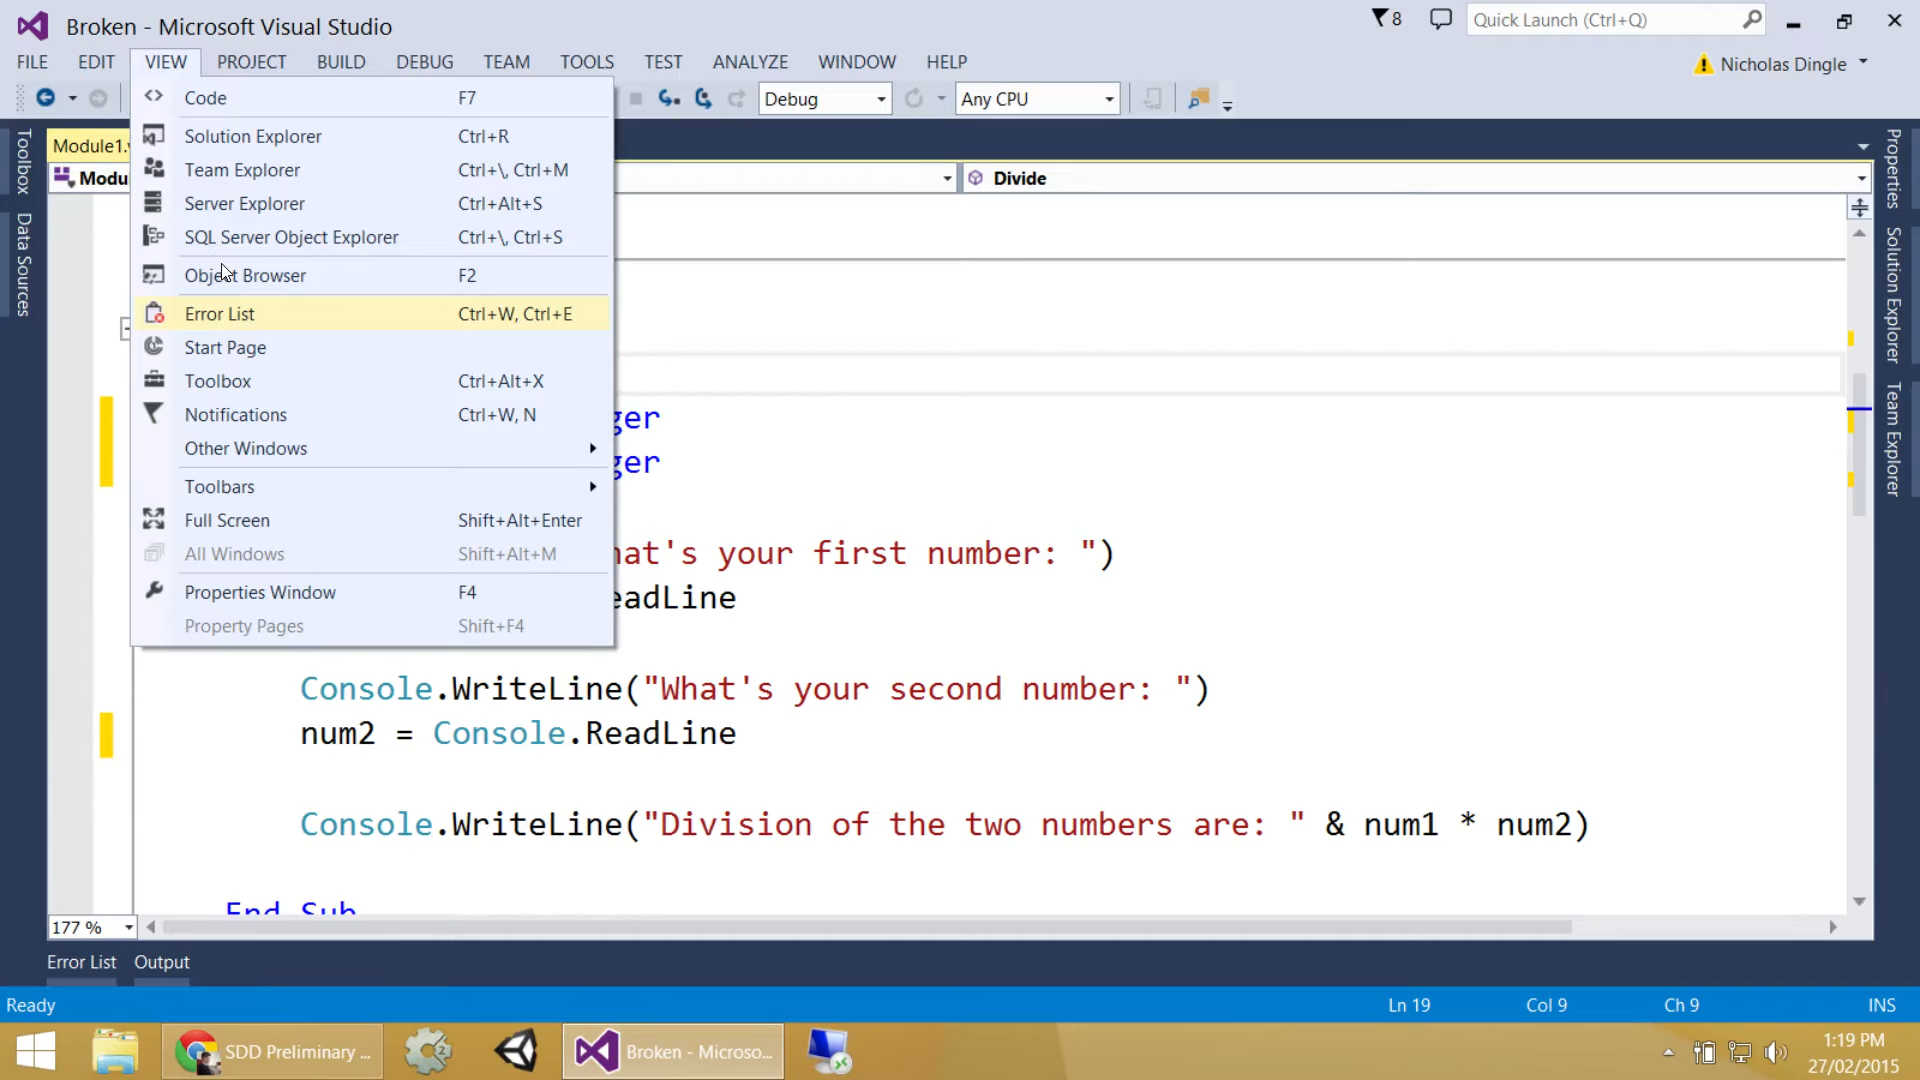 Broken - Microsoft Visual Studio
8
Quick Launch (Ctrl+Q)
FILE EDIT VIEW PROJECT BUILD DEBUG TEAM TOOLS TEST ANALYZE WINDOW HELP
Nicholas Dingle
Debug
Any CPU
Code F7
Solution Explorer Ctrl+R
Team Explorer Ctrl+\, Ctrl+M
Server Explorer Ctrl+Alt+S
SQL Server Object Explorer Ctrl+\, Ctrl+S
Object Browser F2
Error List Ctrl+W, Ctrl+E
Start Page
Toolbox Ctrl+Alt+X
Notifications Ctrl+W, N
Other Windows
Toolbars
Full Screen Shift+Alt+Enter
All Windows Shift+Alt+M
Properties Window F4
Property Pages Shift+F4
Toolbox
Data Sources
Module1.v
Modu
Divide
Properties
Solution Explorer
Team Explorer
ger
ger
hat's your first number: ")
eadLine
Console.WriteLine("What's your second number: ")
num2 = Console.ReadLine
Console.WriteLine("Division of the two numbers are: " & num1 * num2)
End Sub
177 %
Error List Output
Ready
Ln 19 Col 9 Ch 9 INS
SDD Preliminary ...
Broken - Microso...
1:19 PM
27/02/2015